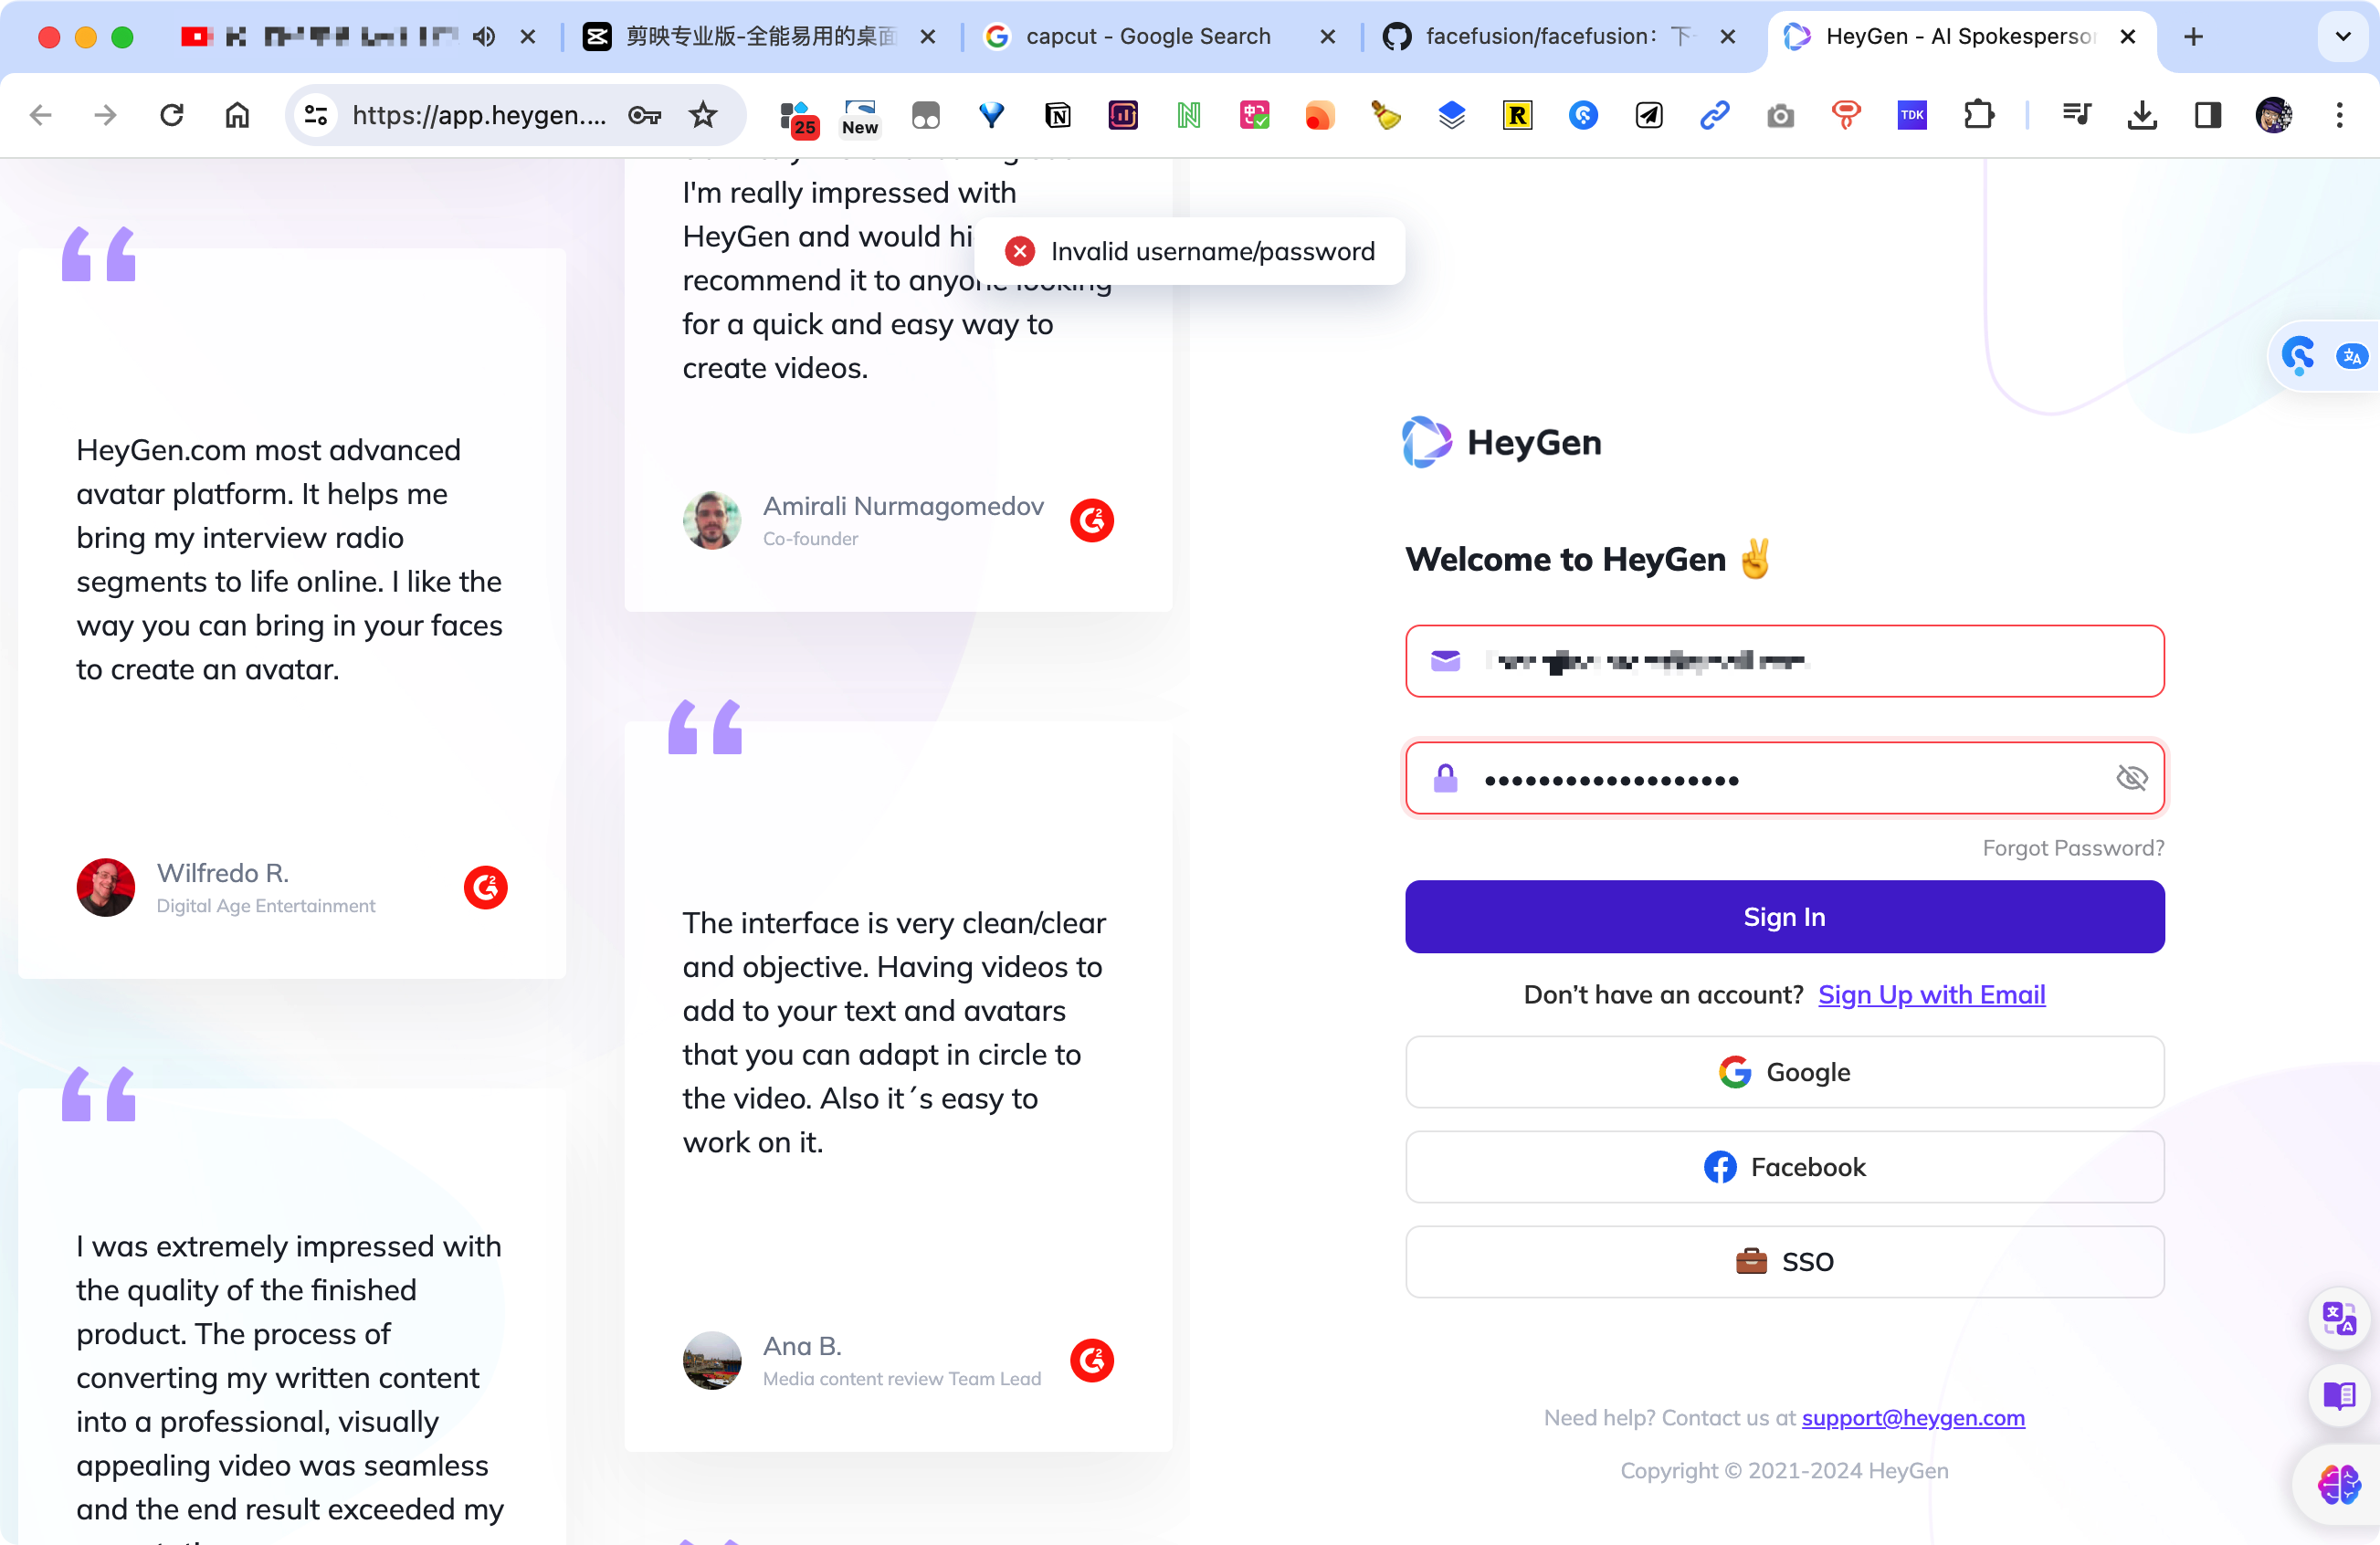 剪映专业版-全能易用的桌面
capcut - Google Search
facefusion/facefusion: 下
HeyGen - AI Spokesperson
https://app.heygen....
25
New
TDK
I'm really impressed with
HeyGen and would hi
recommend it to anyone looking
for a quick and easy way to
create videos.
Amirali Nurmagomedov
Co-founder
Invalid username/password
HeyGen.com most advanced
avatar platform. It helps me
bring my interview radio
segments to life online. I like the
way you can bring in your faces
to create an avatar.
Wilfredo R.
Digital Age Entertainment
The interface is very clean/clear
and objective. Having videos to
add to your text and avatars
that you can adapt in circle to
the video. Also it´s easy to
work on it.
Ana B.
Media content review Team Lead
I was extremely impressed with
the quality of the finished
product. The process of
converting my written content
into a professional, visually
appealing video was seamless
and the end result exceeded my
HeyGen
Welcome to HeyGen ✌️
Forgot Password?
Sign In
Don’t have an account? Sign Up with Email
Google
Facebook
SSO
Need help? Contact us at support@heygen.com
Copyright © 2021-2024 HeyGen